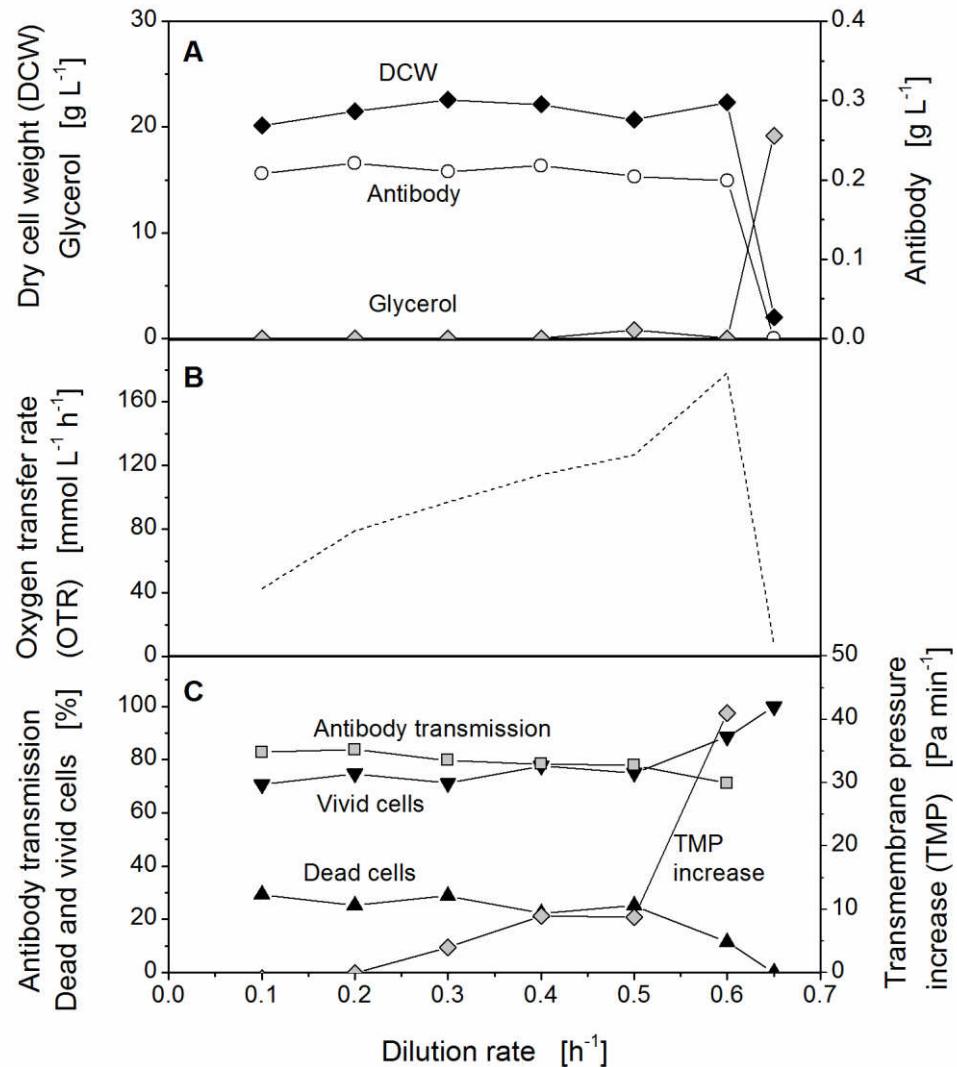 A
DCW
Antibody
Glycerol
Dry cell weight (DCW)
Glycerol [g L⁻¹]
30
20
10
0
Antibody [g L⁻¹]
0.4
0.3
0.2
0.1
0.0
B
Oxygen transfer rate
(OTR) [mmol L⁻¹ h⁻¹]
160
120
80
40
0
C
Antibody transmission
Vivid cells
Dead cells
TMP
increase
Antibody transmission
Dead and vivid cells [%]
100
80
60
40
20
0
Transmembrane pressure
increase (TMP) [Pa min⁻¹]
50
40
30
20
10
0
0.0 0.1 0.2 0.3 0.4 0.5 0.6 0.7
Dilution rate [h⁻¹]